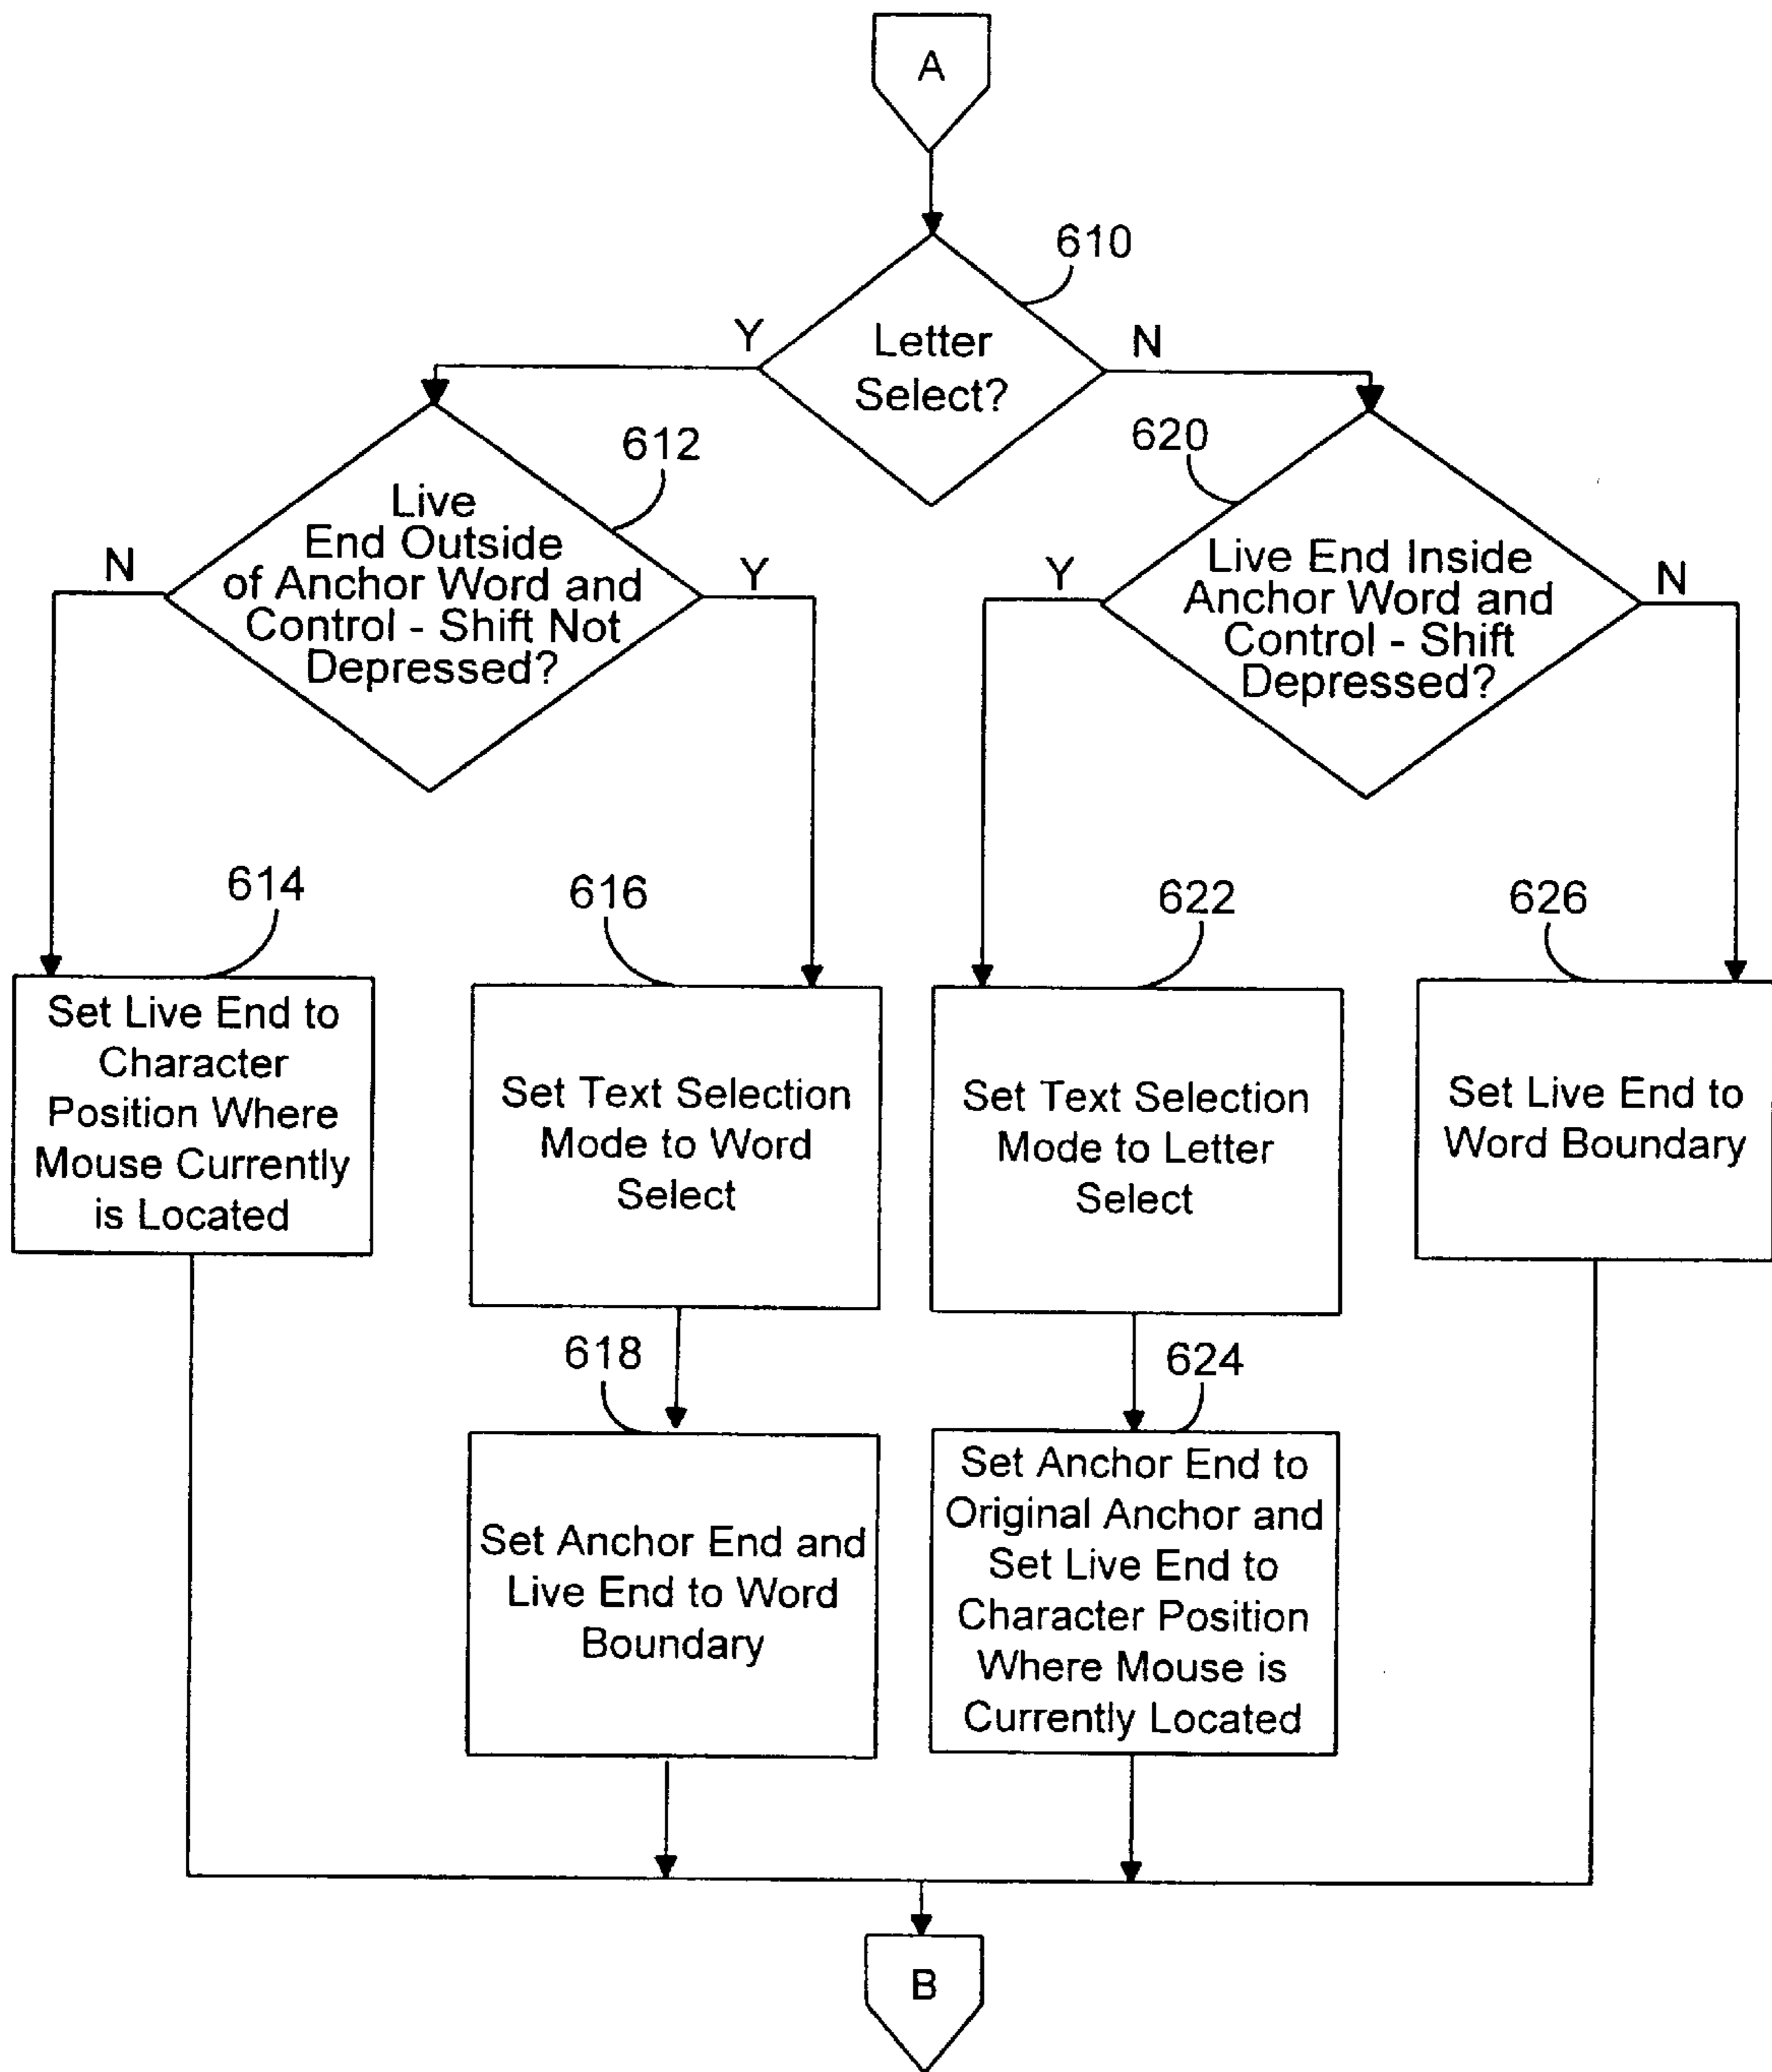 A
610
Y
Letter
Select?
N
612
620
Live
End Outside
of Anchor Word and
Control - Shift Not
Depressed?
N
Y
Live End Inside
Anchor Word and
Control - Shift
Depressed?
Y
N
614
616
622
626
Set Live End to
Character
Position Where
Mouse Currently
is Located
Set Text Selection
Mode to Word
Select
Set Text Selection
Mode to Letter
Select
Set Live End to
Word Boundary
618
624
Set Anchor End and
Live End to Word
Boundary
Set Anchor End to
Original Anchor and
Set Live End to
Character Position
Where Mouse is
Currently Located
B